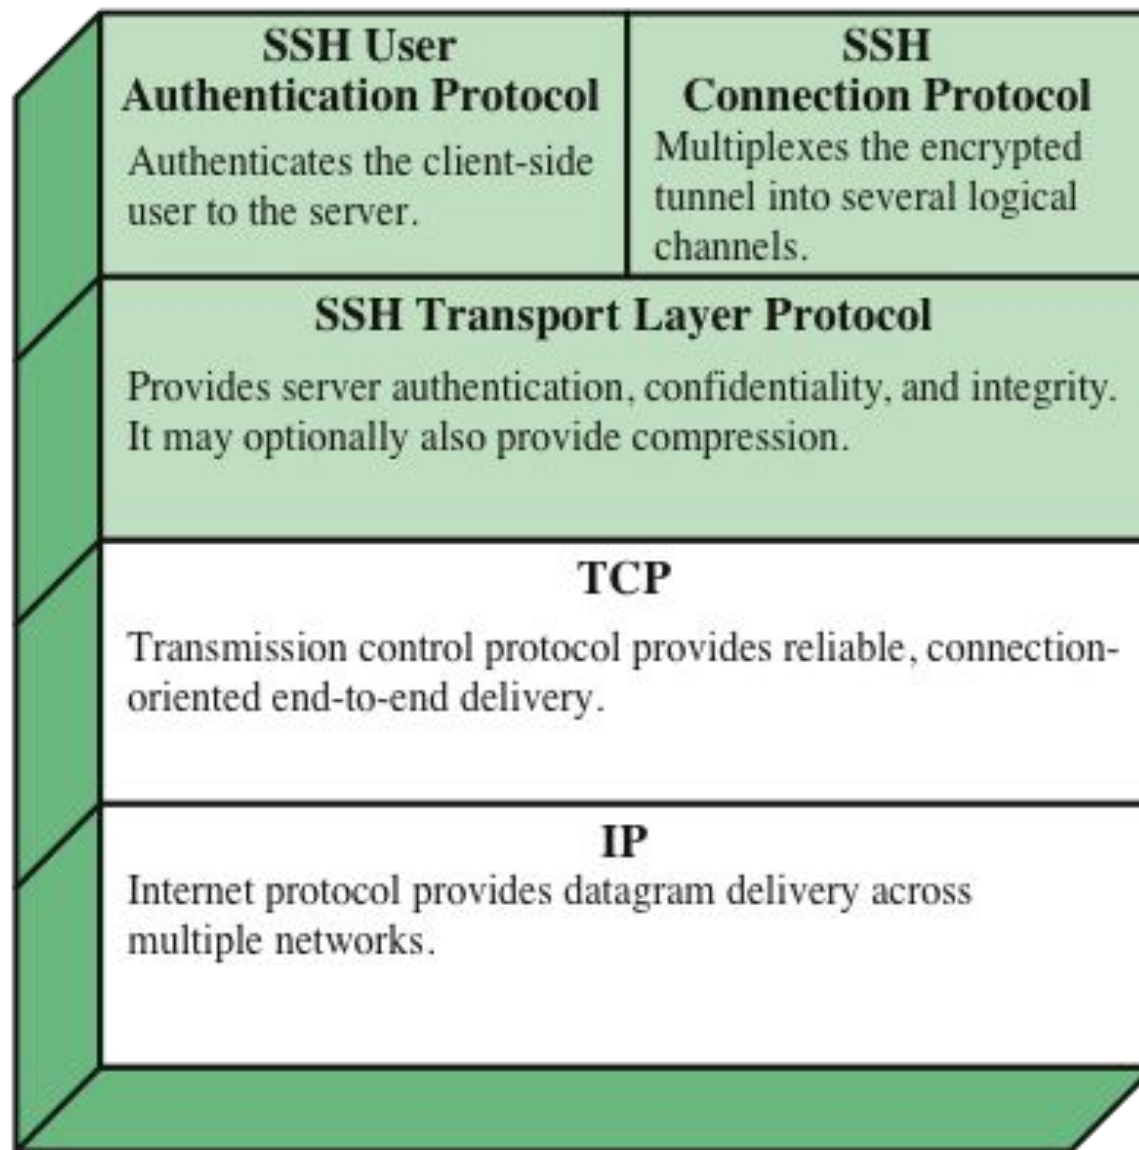 SSH User
Authentication Protocol
Authenticates the client-side
user to the server.
SSH
Connection Protocol
Multiplexes the encrypted
tunnel into several logical
channels.
SSH Transport Layer Protocol
Provides server authentication, confidentiality, and integrity.
It may optionally also provide compression.
TCP
Transmission control protocol provides reliable, connection-
oriented end-to-end delivery.
IP
Internet protocol provides datagram delivery across
multiple networks.